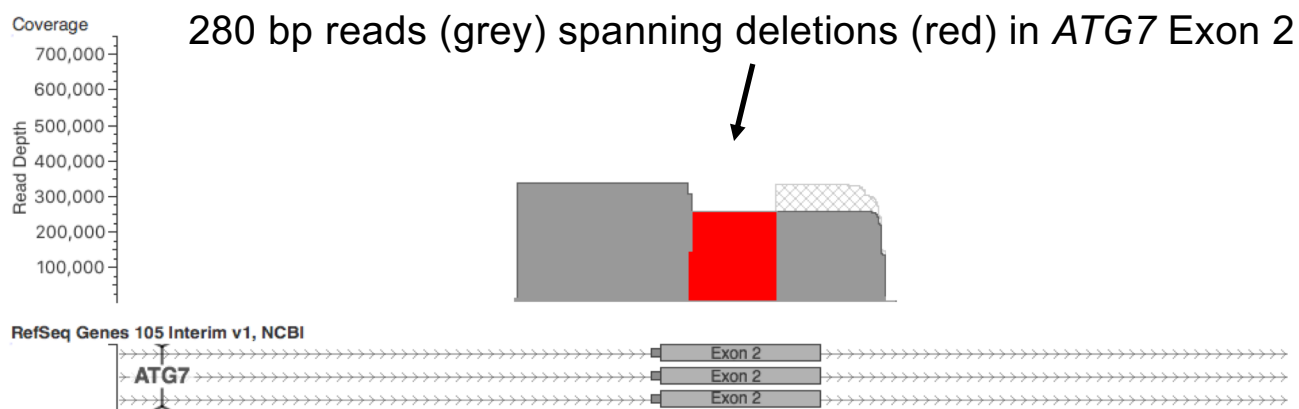 280 bp reads (grey) spanning deletions (red) in ATG7 Exon 2
Coverage
Read Depth
700,000
600,000
500,000
400,000
300,000
200,000
100,000
RefSeq Genes 105 Interim v1, NCBI
ATG7
Exon 2
Exon 2
Exon 2